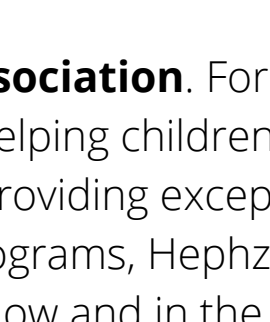 sociation. For
elping children
roviding excep
ograms, Hephz
ow and in the